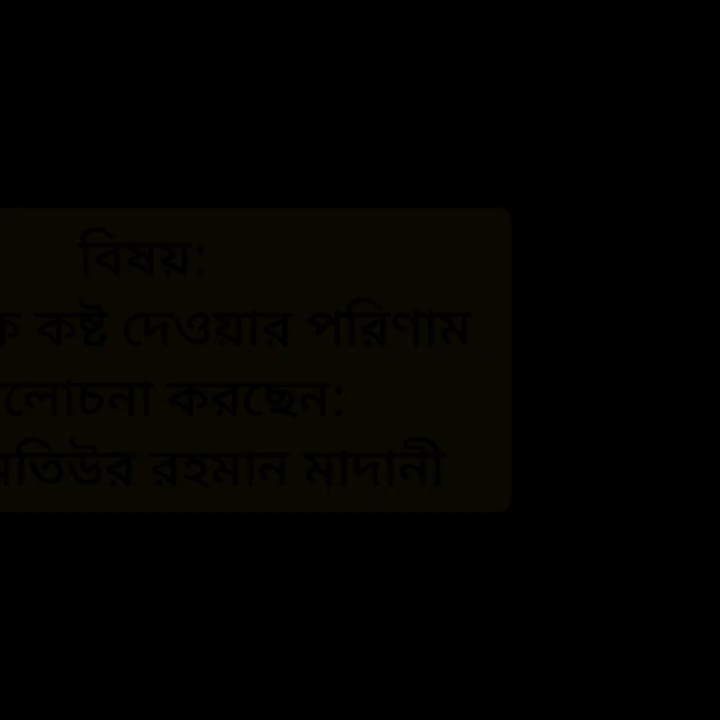 বিষয়:
কষ্ট দেওয়ার পরিণাম
করছেন:
রহমান মাদানী